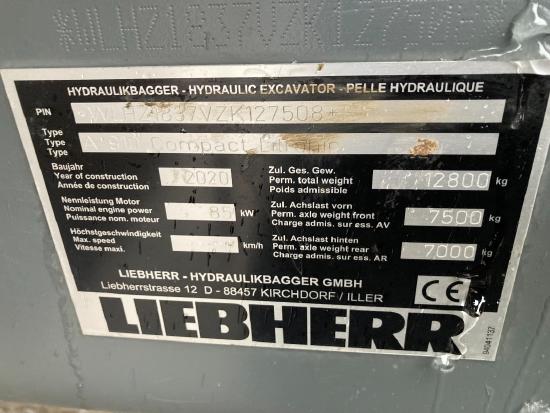 HYDRAULIKBAGGER - HYDRAULIC EXCAVATOR - PELLE HYDRAULIQUE
PIN
Type
Type Compact Litronic
Type
Baujahr
Year of construction 2020
Année de construction
Nennleistung Motor
Nominal engine power 85 kW
Puissance nom. moteur
Höchstgeschwindigkeit
Max. speed km/h
Vitesse maxi.
Zul. Ges. Gew.
Perm. total weight 12800 kg
Poids admissible
Zul. Achslast vorn
Perm. axle weight front 7500 kg
Charge admis. sur ess. AV
Zul. Achslast hinten
Perm. axle weight rear 7000 kg
Charge admis. sur ess. AR
LIEBHERR - HYDRAULIKBAGGER GMBH
Liebherrstrasse 12 D - 88457 KIRCHDORF / ILLER
CE
LIEBHERR
94041137